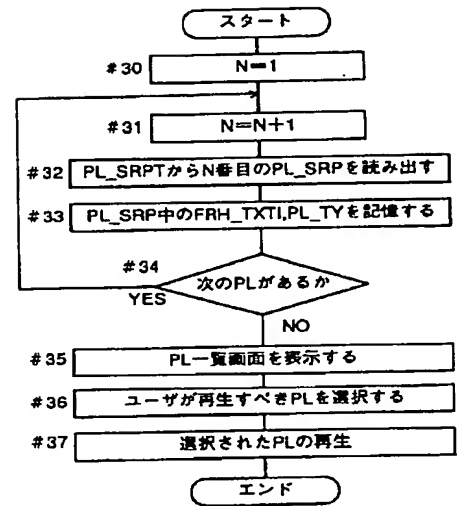 スタート
#30 N=1
#31 N=N+1
#32 PL_SRPTからN番目のPL_SRPを読み出す
#33 PL_SRP中のFRH_TXTI,PL_TYを記憶する
#34 次のPLがあるか
YES
NO
#35 PL一覧画面を表示する
#36 ユーザが再生すべきPLを選択する
#37 選択されたPLの再生
エンド